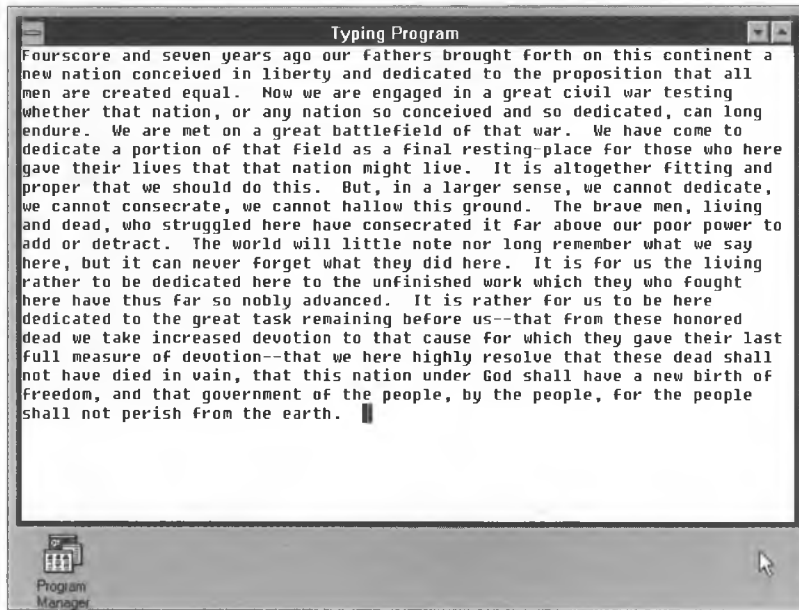 Typing Program
Fourscore and seven years ago our fathers brought forth on this continent a
new nation conceived in liberty and dedicated to the proposition that all
men are created equal.  Now we are engaged in a great civil war testing
whether that nation, or any nation so conceived and so dedicated, can long
endure.  We are met on a great battlefield of that war.  We have come to
dedicate a portion of that field as a final resting-place for those who here
gave their lives that that nation might live.  It is altogether fitting and
proper that we should do this.  But, in a larger sense, we cannot dedicate,
we cannot consecrate, we cannot hallow this ground.  The brave men, living
and dead, who struggled here have consecrated it far above our poor power to
add or detract.  The world will little note nor long remember what we say
here, but it can never forget what they did here.  It is for us the living
rather to be dedicated here to the unfinished work which they who fought
here have thus far so nobly advanced.  It is rather for us to be here
dedicated to the great task remaining before us--that from these honored
dead we take increased devotion to that cause for which they gave their last
full measure of devotion--that we here highly resolve that these dead shall
not have died in vain, that this nation under God shall have a new birth of
freedom, and that government of the people, by the people, for the people
shall not perish from the earth.
Program
Manager